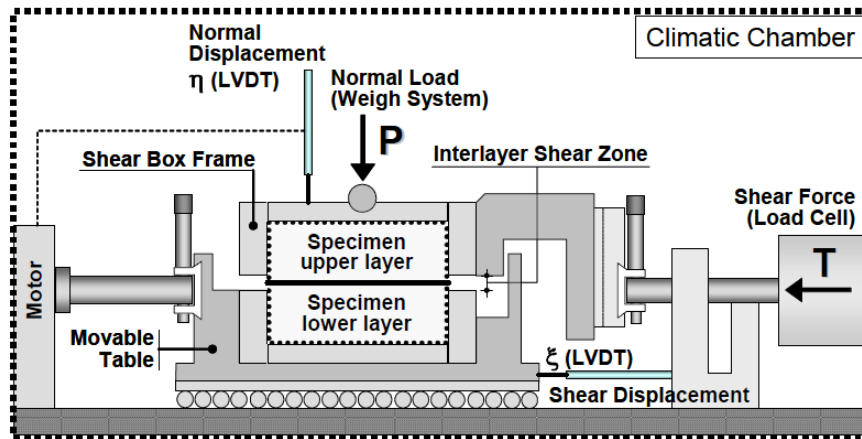 Normal
Displacement
η (LVDT)
Climatic Chamber
Normal Load
(Weigh System)
P
Shear Box Frame
Interlayer Shear Zone
Shear Force
(Load Cell)
T
Specimen
upper layer
Specimen
lower layer
Motor
Movable
Table
ξ (LVDT)
Shear Displacement